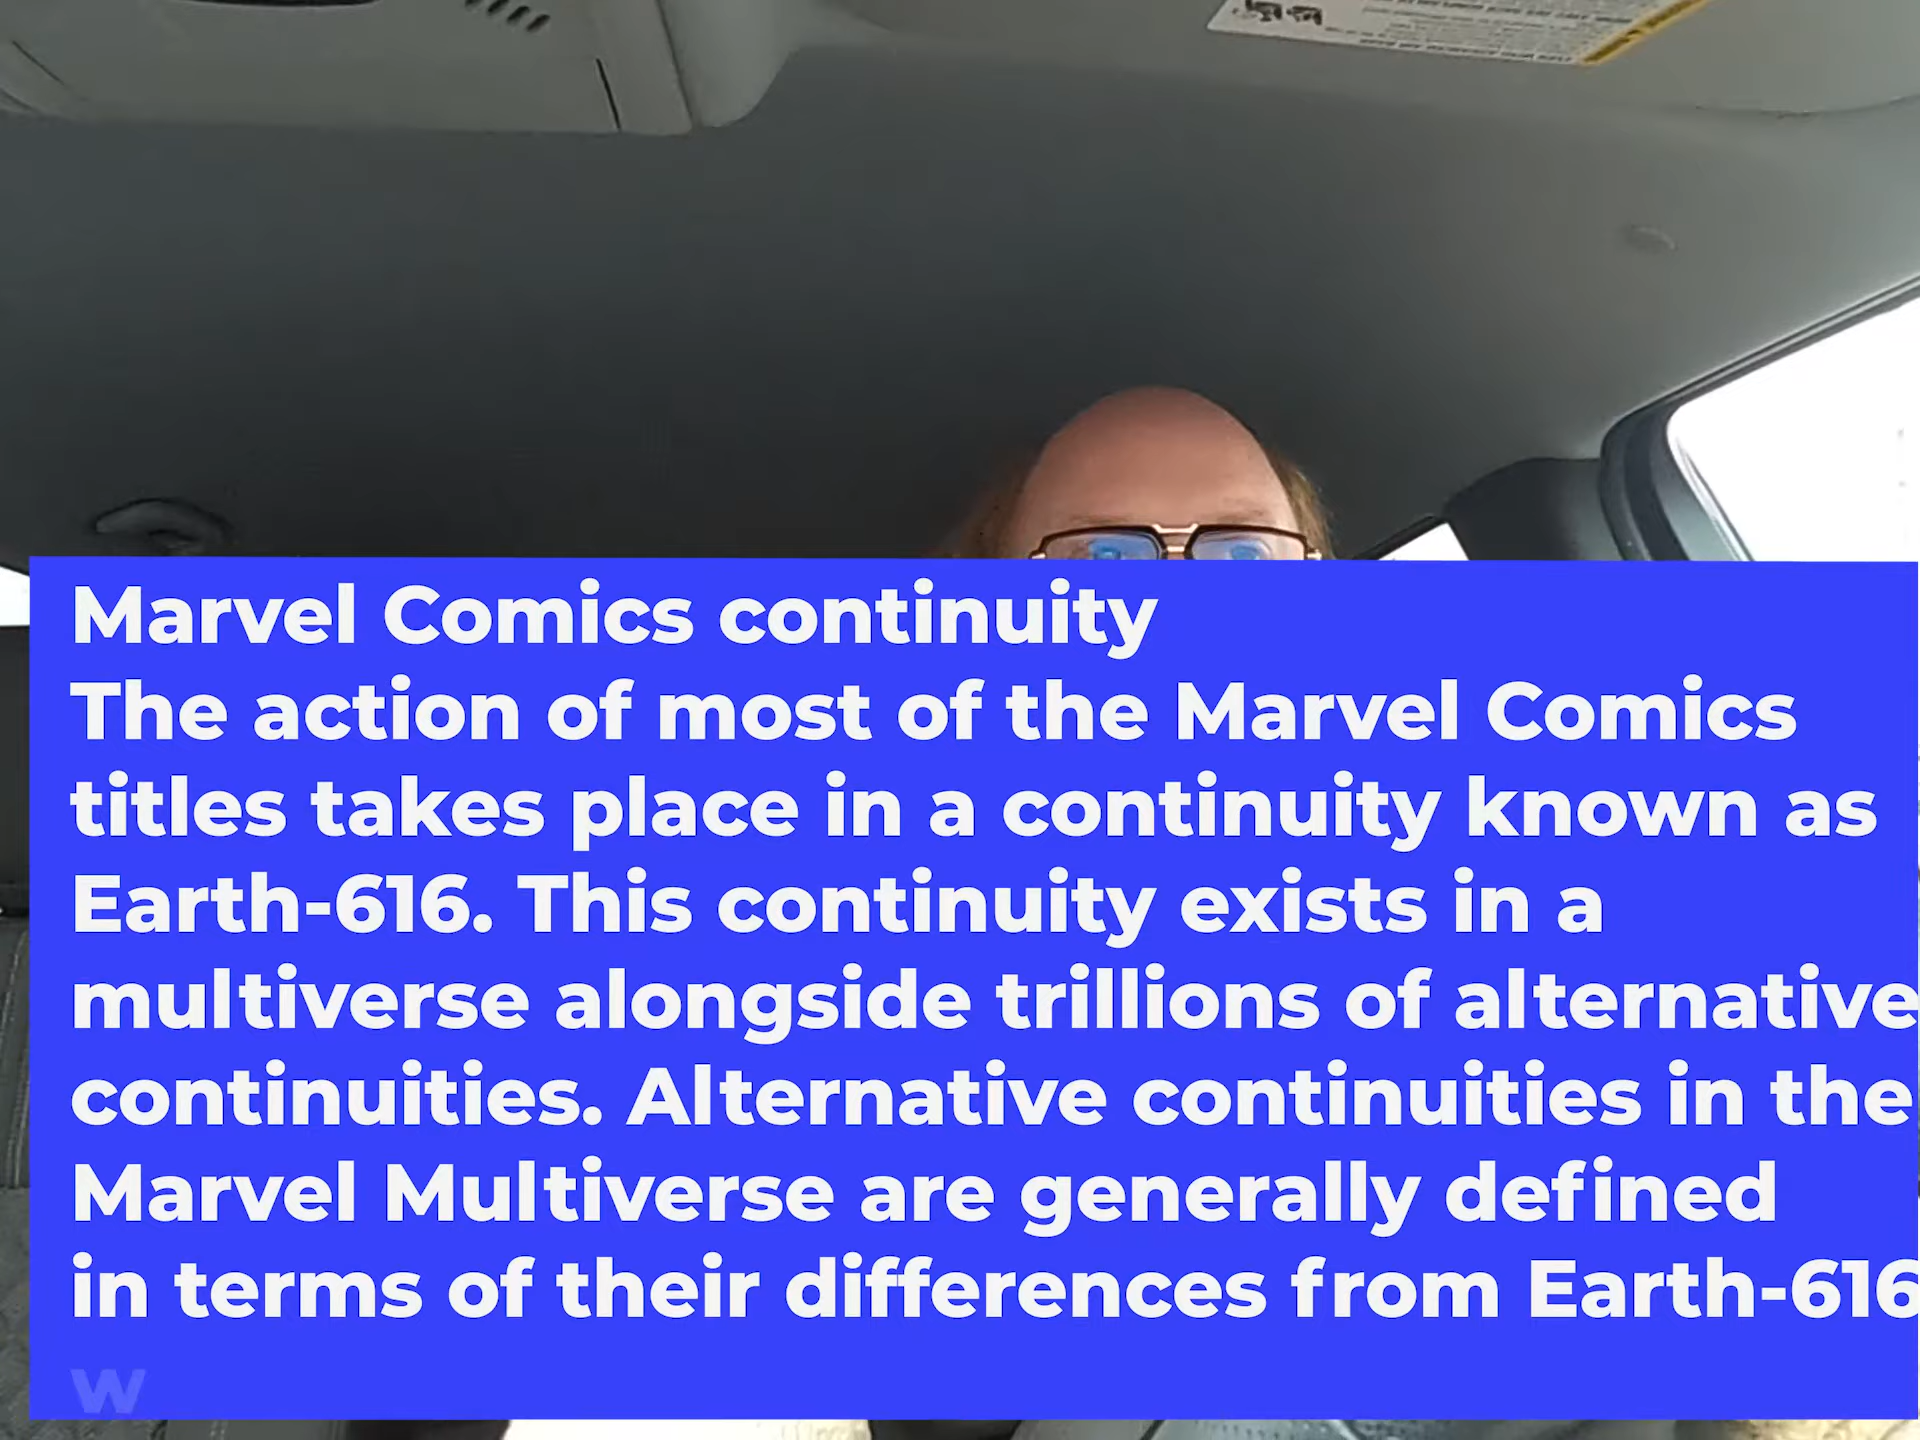 Marvel Comics continuity
The action of most of the Marvel Comics
titles takes place in a continuity known as
Earth-616. This continuity exists in a
multiverse alongside trillions of alternative
continuities. Alternative continuities in the
Marvel Multiverse are generally defined
in terms of their differences from Earth-616
W